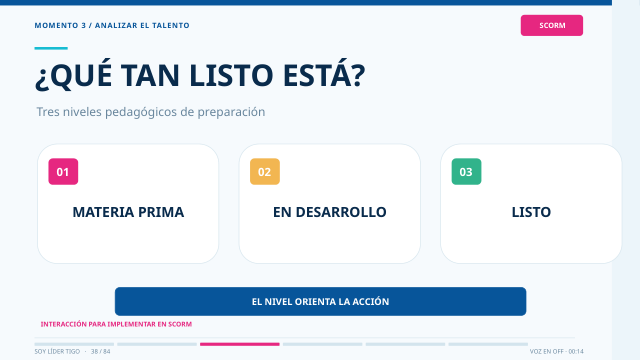 MOMENTO 3 / ANALIZAR EL TALENTO
SCORM
¿QUÉ TAN LISTO ESTÁ?
Tres niveles pedagógicos de preparación
01
MATERIA PRIMA
02
EN DESARROLLO
03
LISTO
EL NIVEL ORIENTA LA ACCIÓN
INTERACCIÓN PARA IMPLEMENTAR EN SCORM
SOY LÍDER TIGO · 38 / 84
VOZ EN OFF · 00:14